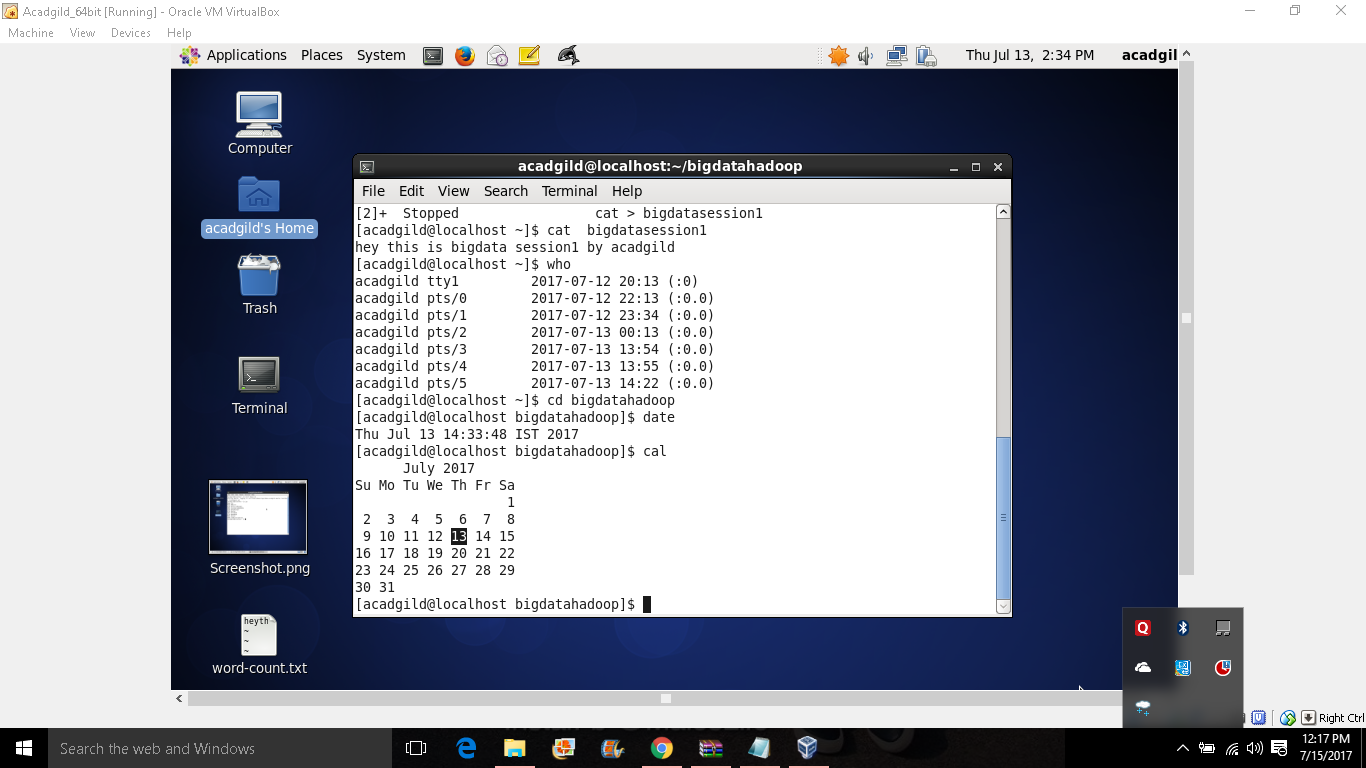 Acadgild_64bit [Running] - Oracle VM VirtualBox
Machine View Devices Help
Applications Places System Thu Jul 13, 2:34 PM acadgil
Computer
acadgild's Home
Trash
Terminal
Screenshot.png
heyth
~
~
~
word-count.txt
acadgild@localhost:~/bigdatahadoop
File Edit View Search Terminal Help
[2]+  Stopped                 cat > bigdatasession1
[acadgild@localhost ~]$ cat  bigdatasession1
hey this is bigdata session1 by acadgild
[acadgild@localhost ~]$ who
acadgild tty1         2017-07-12 20:13 (:0)
acadgild pts/0        2017-07-12 22:13 (:0.0)
acadgild pts/1        2017-07-12 23:34 (:0.0)
acadgild pts/2        2017-07-13 00:13 (:0.0)
acadgild pts/3        2017-07-13 13:54 (:0.0)
acadgild pts/4        2017-07-13 13:55 (:0.0)
acadgild pts/5        2017-07-13 14:22 (:0.0)
[acadgild@localhost ~]$ cd bigdatahadoop
[acadgild@localhost bigdatahadoop]$ date
Thu Jul 13 14:33:48 IST 2017
[acadgild@localhost bigdatahadoop]$ cal
      July 2017
Su Mo Tu We Th Fr Sa
                   1
 2  3  4  5  6  7  8
 9 10 11 12 13 14 15
16 17 18 19 20 21 22
23 24 25 26 27 28 29
30 31
[acadgild@localhost bigdatahadoop]$
Right Ctrl
Search the web and Windows
12:17 PM
7/15/2017